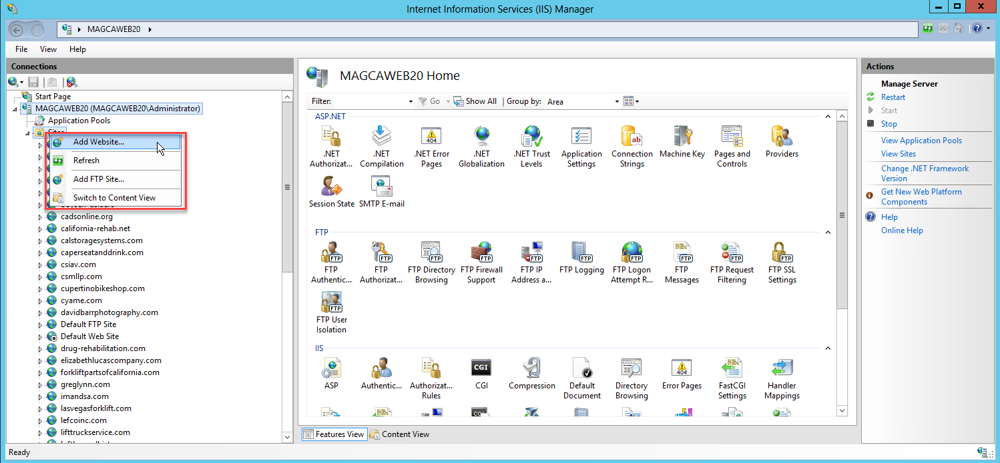 Internet Information Services (IIS) Manager
MAGCAWEB20
File View Help
Connections
Start Page
MAGCAWEB20 (MAGCAWEB20\Administrator)
Application Pools
Sites
Add Website...
Refresh
Add FTP Site...
Switch to Content View
cadsonline.org
california-rehab.net
calstoragesystems.com
caperseatanddrink.com
csiav.com
csmllp.com
cupertinobikeshop.com
cyame.com
davidbarrphotography.com
Default FTP Site
Default Web Site
drug-rehabilitation.com
elizabethlucascompany.com
forkliftpartsofcalifornia.com
greglynn.com
imandsa.com
lasvegasforklift.com
lefcoinc.com
lifttruckservice.com
MAGCAWEB20 Home
Filter: Go Show All Group by: Area
ASP.NET
.NET Authorizat...
.NET Compilation
.NET Error Pages
.NET Globalization
.NET Trust Levels
Application Settings
Connection Strings
Machine Key
Pages and Controls
Providers
Session State
SMTP E-mail
FTP
FTP Authentic...
FTP Authorizat...
FTP Directory Browsing
FTP Firewall Support
FTP IP Address a...
FTP Logging
FTP Logon Attempt R...
FTP Messages
FTP Request Filtering
FTP SSL Settings
FTP User Isolation
IIS
ASP
Authentic...
Authorizat... Rules
CGI
Compression
Default Document
Directory Browsing
Error Pages
FastCGI Settings
Handler Mappings
Features View Content View
Actions
Manage Server
Restart
Start
Stop
View Application Pools
View Sites
Change .NET Framework
Version
Get New Web Platform
Components
Help
Online Help
Ready